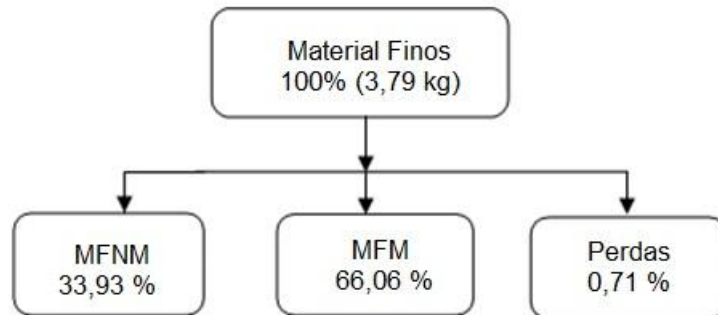 Material Finos
100% (3,79 kg)
MFNM
33,93 %
MFM
66,06 %
Perdas
0,71 %